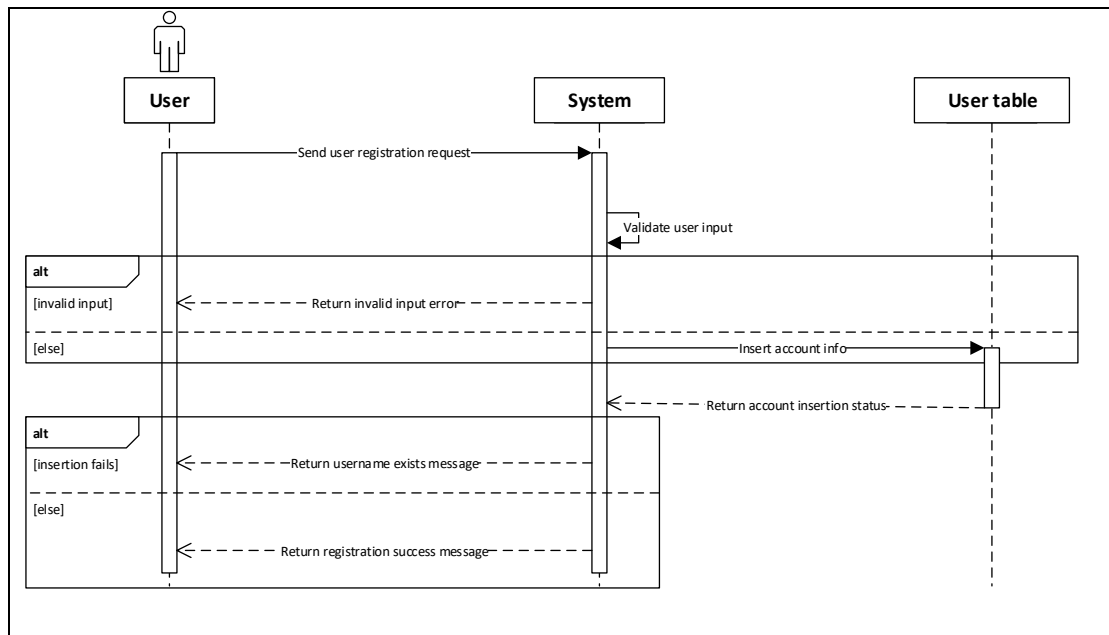 User
System
User table
Send user registration request
Validate user input
alt
[invalid input]
Return invalid input error
[else]
Insert account info
Return account insertion status
alt
[insertion fails]
Return username exists message
[else]
Return registration success message